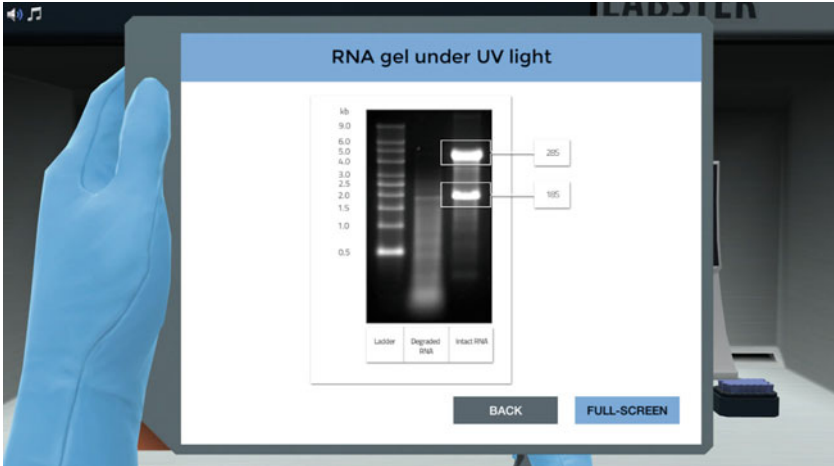 LABSTER
RNA gel under UV light
kb
9.0
6.0
5.0
4.0
3.0
2.5
2.0
1.5
1.0
0.5
28S
18S
Ladder
Degraded
RNA
Intact RNA
BACK
FULL-SCREEN